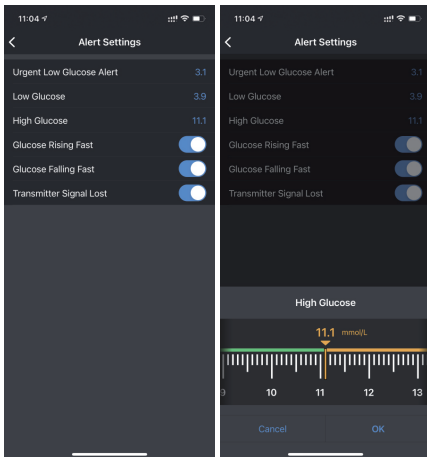 11:04
Alert Settings
Urgent Low Glucose Alert 3.1
Low Glucose 3.9
High Glucose 11.1
Glucose Rising Fast
Glucose Falling Fast
Transmitter Signal Lost
11:04
Alert Settings
Urgent Low Glucose Alert 3.1
Low Glucose 3.9
High Glucose 11.1
Glucose Rising Fast
Glucose Falling Fast
Transmitter Signal Lost
High Glucose
11.1 mmol/L
9 10 11 12 13
Cancel OK